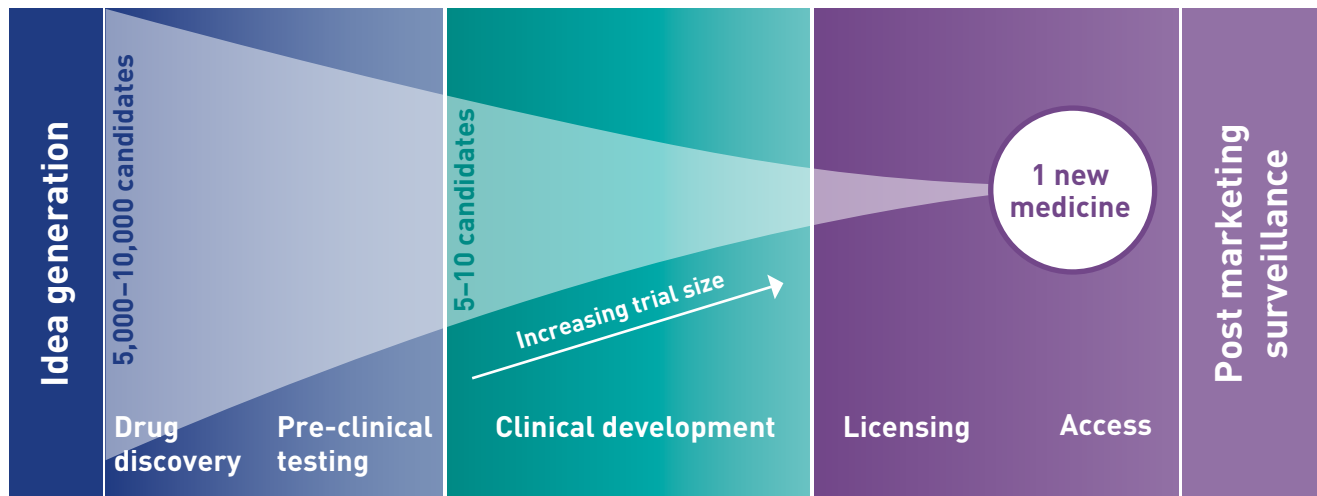 Idea generation
5,000–10,000 candidates
Drug
discovery
Pre-clinical
testing
5–10 candidates
Increasing trial size
Clinical development
Licensing
1 new
medicine
Access
Post marketing
surveillance